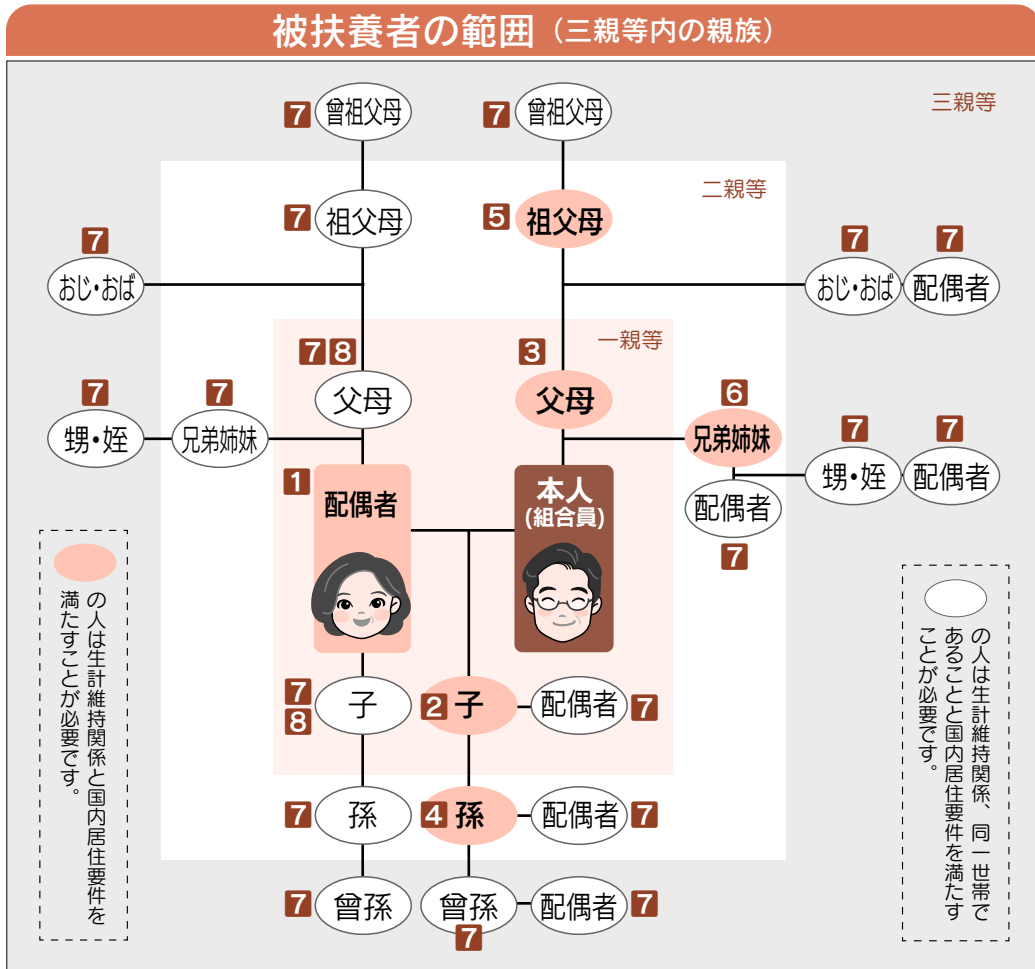 被扶養者の範囲（三親等内の親族）
三親等
7 曾祖父母
7 曾祖父母
二親等
7 祖父母
5 祖父母
7
おじ・おば
7
おじ・おば
7
配偶者
一親等
7 8
父母
3
父母
7
甥・姪
7
兄弟姉妹
6
兄弟姉妹
配偶者
7
7
甥・姪
7
配偶者
1
配偶者
本人
(組合員)
7
8
子
2 子
配偶者 7
7 孫
4 孫
配偶者 7
7 曾孫
曾孫
7
配偶者 7
の人は生計維持関係と国内居住要件を
満たすことが必要です。
の人は生計維持関係、同一世帯で
あることと国内居住要件を満たす
ことが必要です。